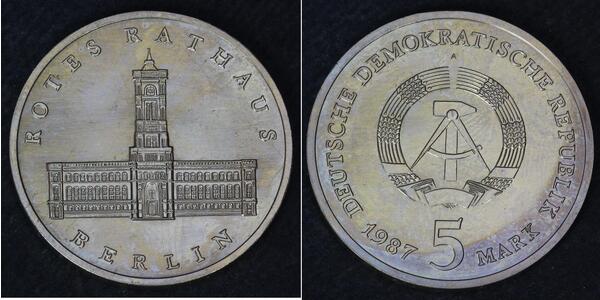 ROTES RATHAUS
BERLIN
A
DEUTSCHE DEMOKRATISCHE REPUBLIK
1987 5 MARK